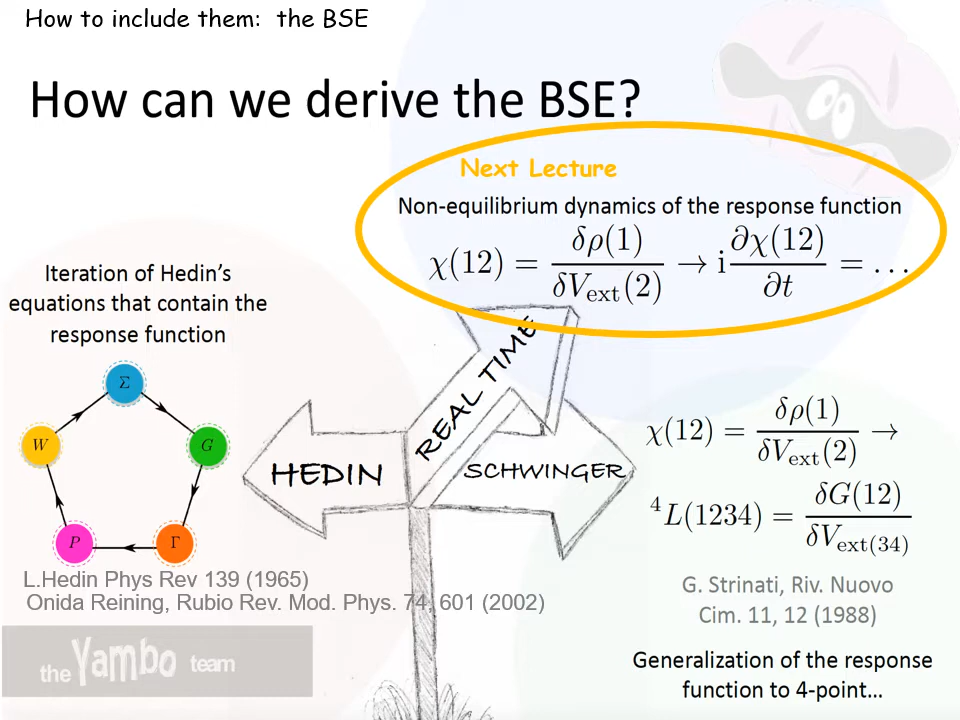 How to include them:  the BSE
How can we derive the BSE?
Next Lecture
Non-equilibrium dynamics of the response function
χ(12) = δρ(1) / δV_ext(2) → i ∂χ(12) / ∂t = ...
Iteration of Hedin's
equations that contain the
response function
Σ
W
G
P
Γ
REAL TIME
HEDIN
SCHWINGER
χ(12) = δρ(1) / δV_ext(2) →
⁴L(1234) = δG(12) / δV_ext(34)
L.Hedin Phys Rev 139 (1965)
Onida Reining, Rubio Rev. Mod. Phys. 74, 601 (2002)
G. Strinati, Riv. Nuovo
Cim. 11, 12 (1988)
the Yambo team
Generalization of the response
function to 4-point...